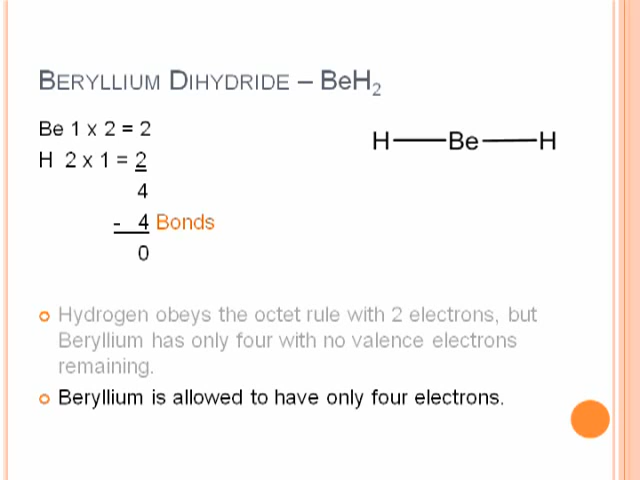 BERYLLIUM DIHYDRIDE – BeH₂
Be 1 x 2 = 2
H 2 x 1 = 2
4
- 4 Bonds
0
H—Be—H
Hydrogen obeys the octet rule with 2 electrons, but
Beryllium has only four with no valence electrons
remaining.
Beryllium is allowed to have only four electrons.